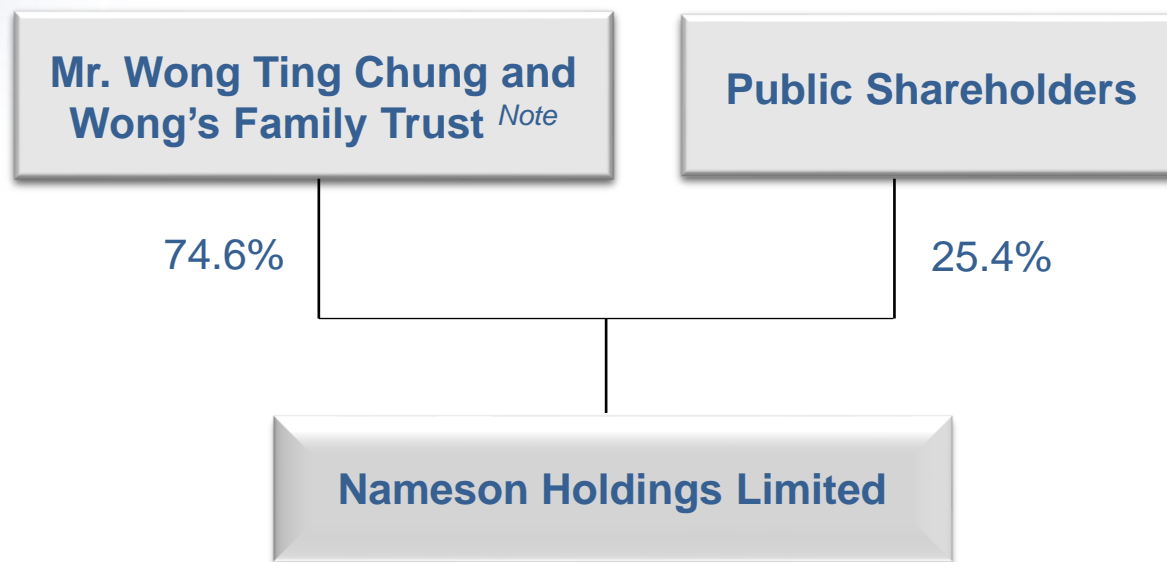 Mr. Wong Ting Chung and
Wong’s Family Trust Note
Public Shareholders
74.6%
25.4%
Nameson Holdings Limited